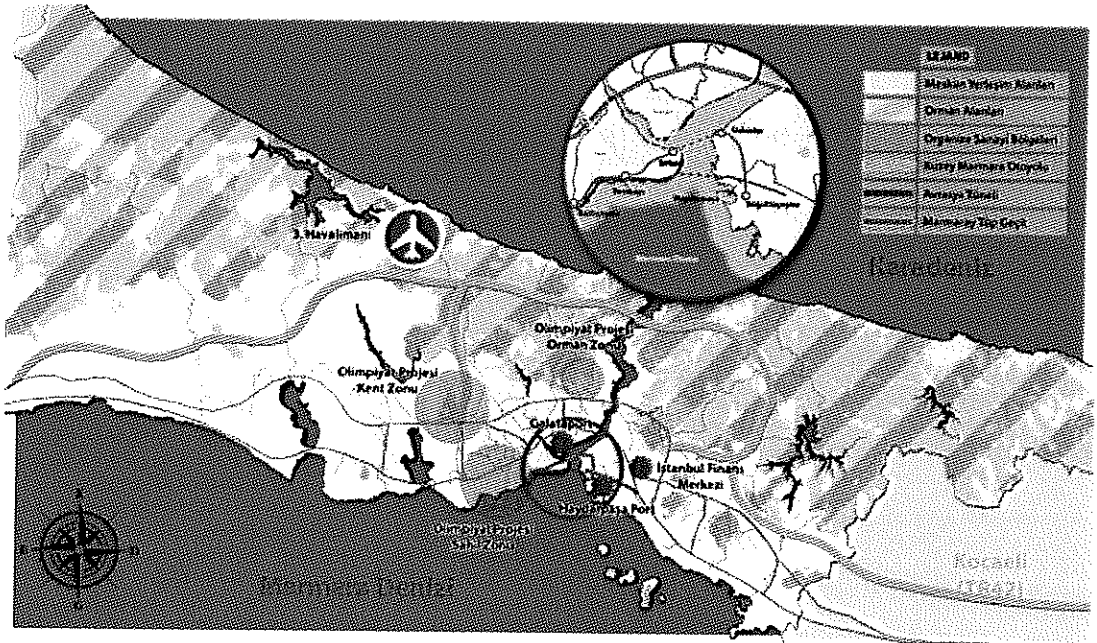 LEJAND
Meskûn Yerleşim Alanları
Orman Alanları
Organize Sanayi Bölgeleri
Kuzey Marmara Otoyolu
Avrasya Tüneli
Marmaray Tüp Geçit
Karadeniz
3. Havalimanı
Olimpiyat Projesi
Orman Zonu
Olimpiyat Projesi
Kent Zonu
Galataport
İstanbul Finans
Merkezi
Haydarpaşa Port
Olimpiyat Projesi
Sahil Zonu
Marmara Denizi
Kocaeli